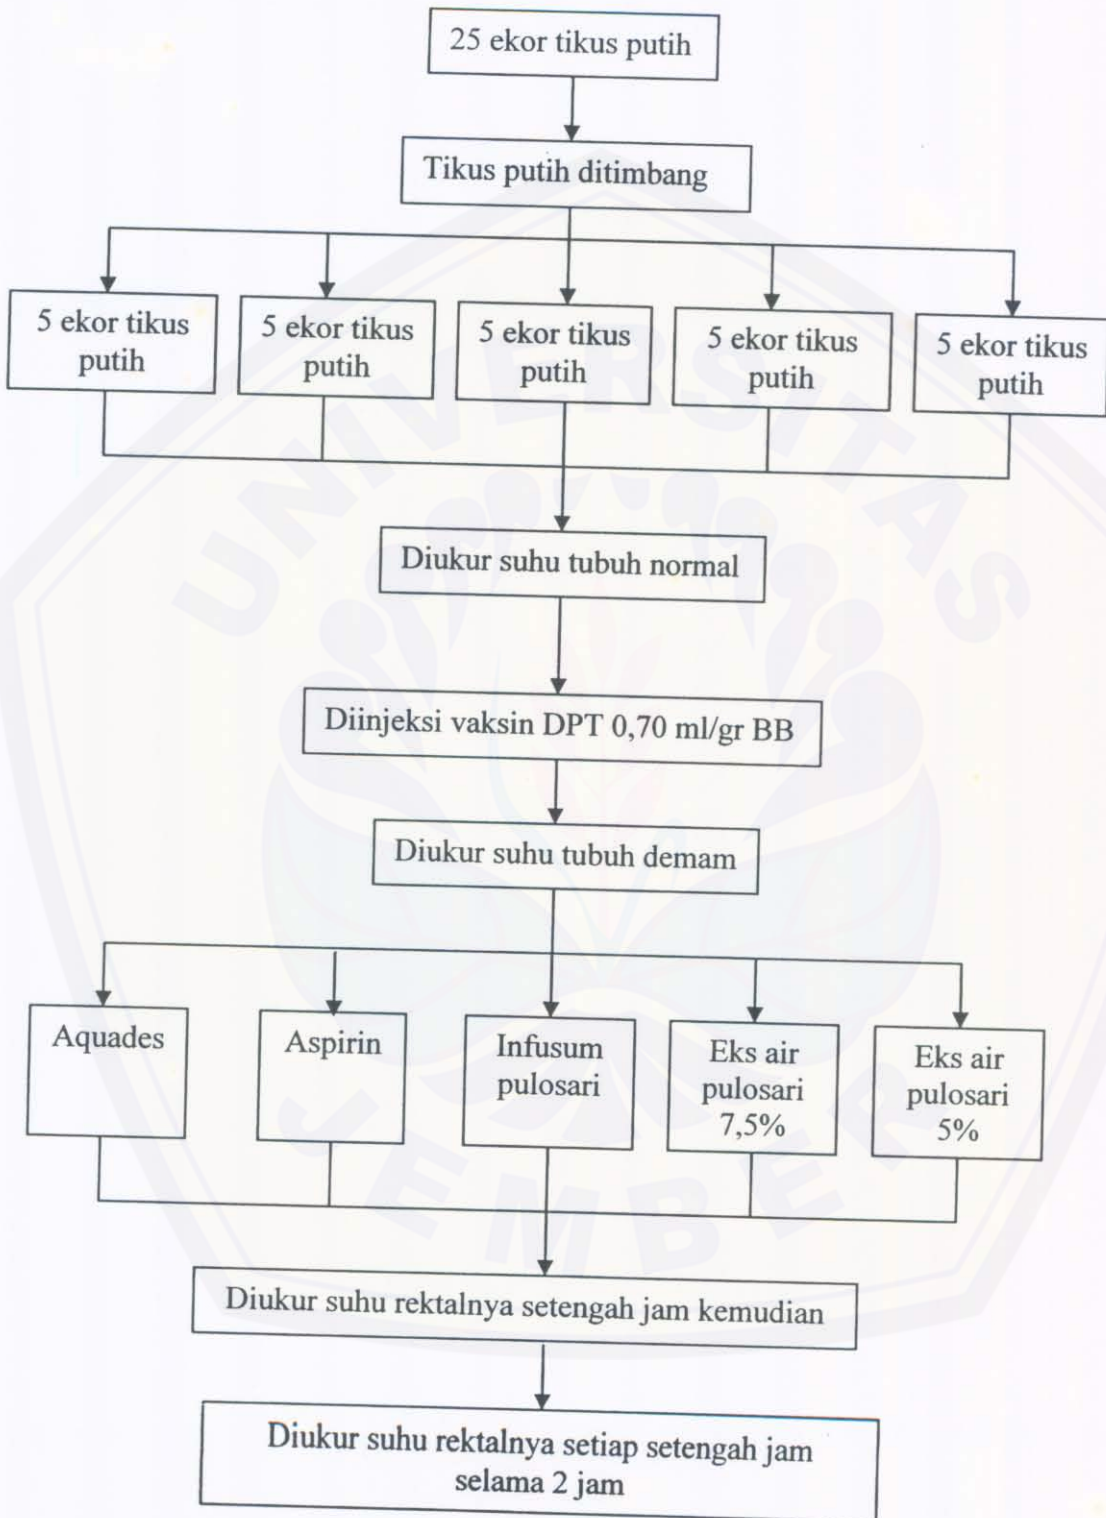 25 ekor tikus putih
Tikus putih ditimbang
5 ekor tikus
putih
5 ekor tikus
putih
5 ekor tikus
putih
5 ekor tikus
putih
5 ekor tikus
putih
Diukur suhu tubuh normal
Diinjeksi vaksin DPT 0,70 ml/gr BB
Diukur suhu tubuh demam
Aquades
Aspirin
Infusum
pulosari
Eks air
pulosari
7,5%
Eks air
pulosari
5%
Diukur suhu rektalnya setengah jam kemudian
Diukur suhu rektalnya setiap setengah jam
selama 2 jam
UNIVERSITAS
JEMBER